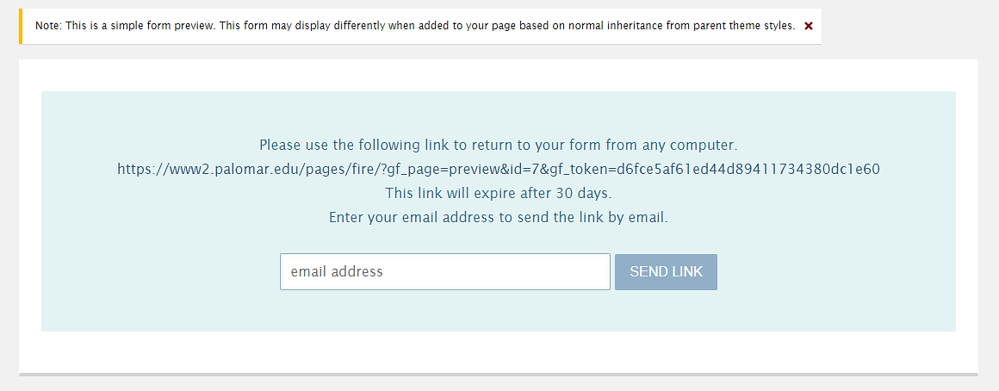 Note: This is a simple form preview. This form may display differently when added to your page based on normal inheritance from parent theme styles.
Please use the following link to return to your form from any computer.
https://www2.palomar.edu/pages/fire/?gf_page=preview&id=7&gf_token=d6fce5af61ed44d89411734380dc1e60
This link will expire after 30 days.
Enter your email address to send the link by email.
email address
SEND LINK